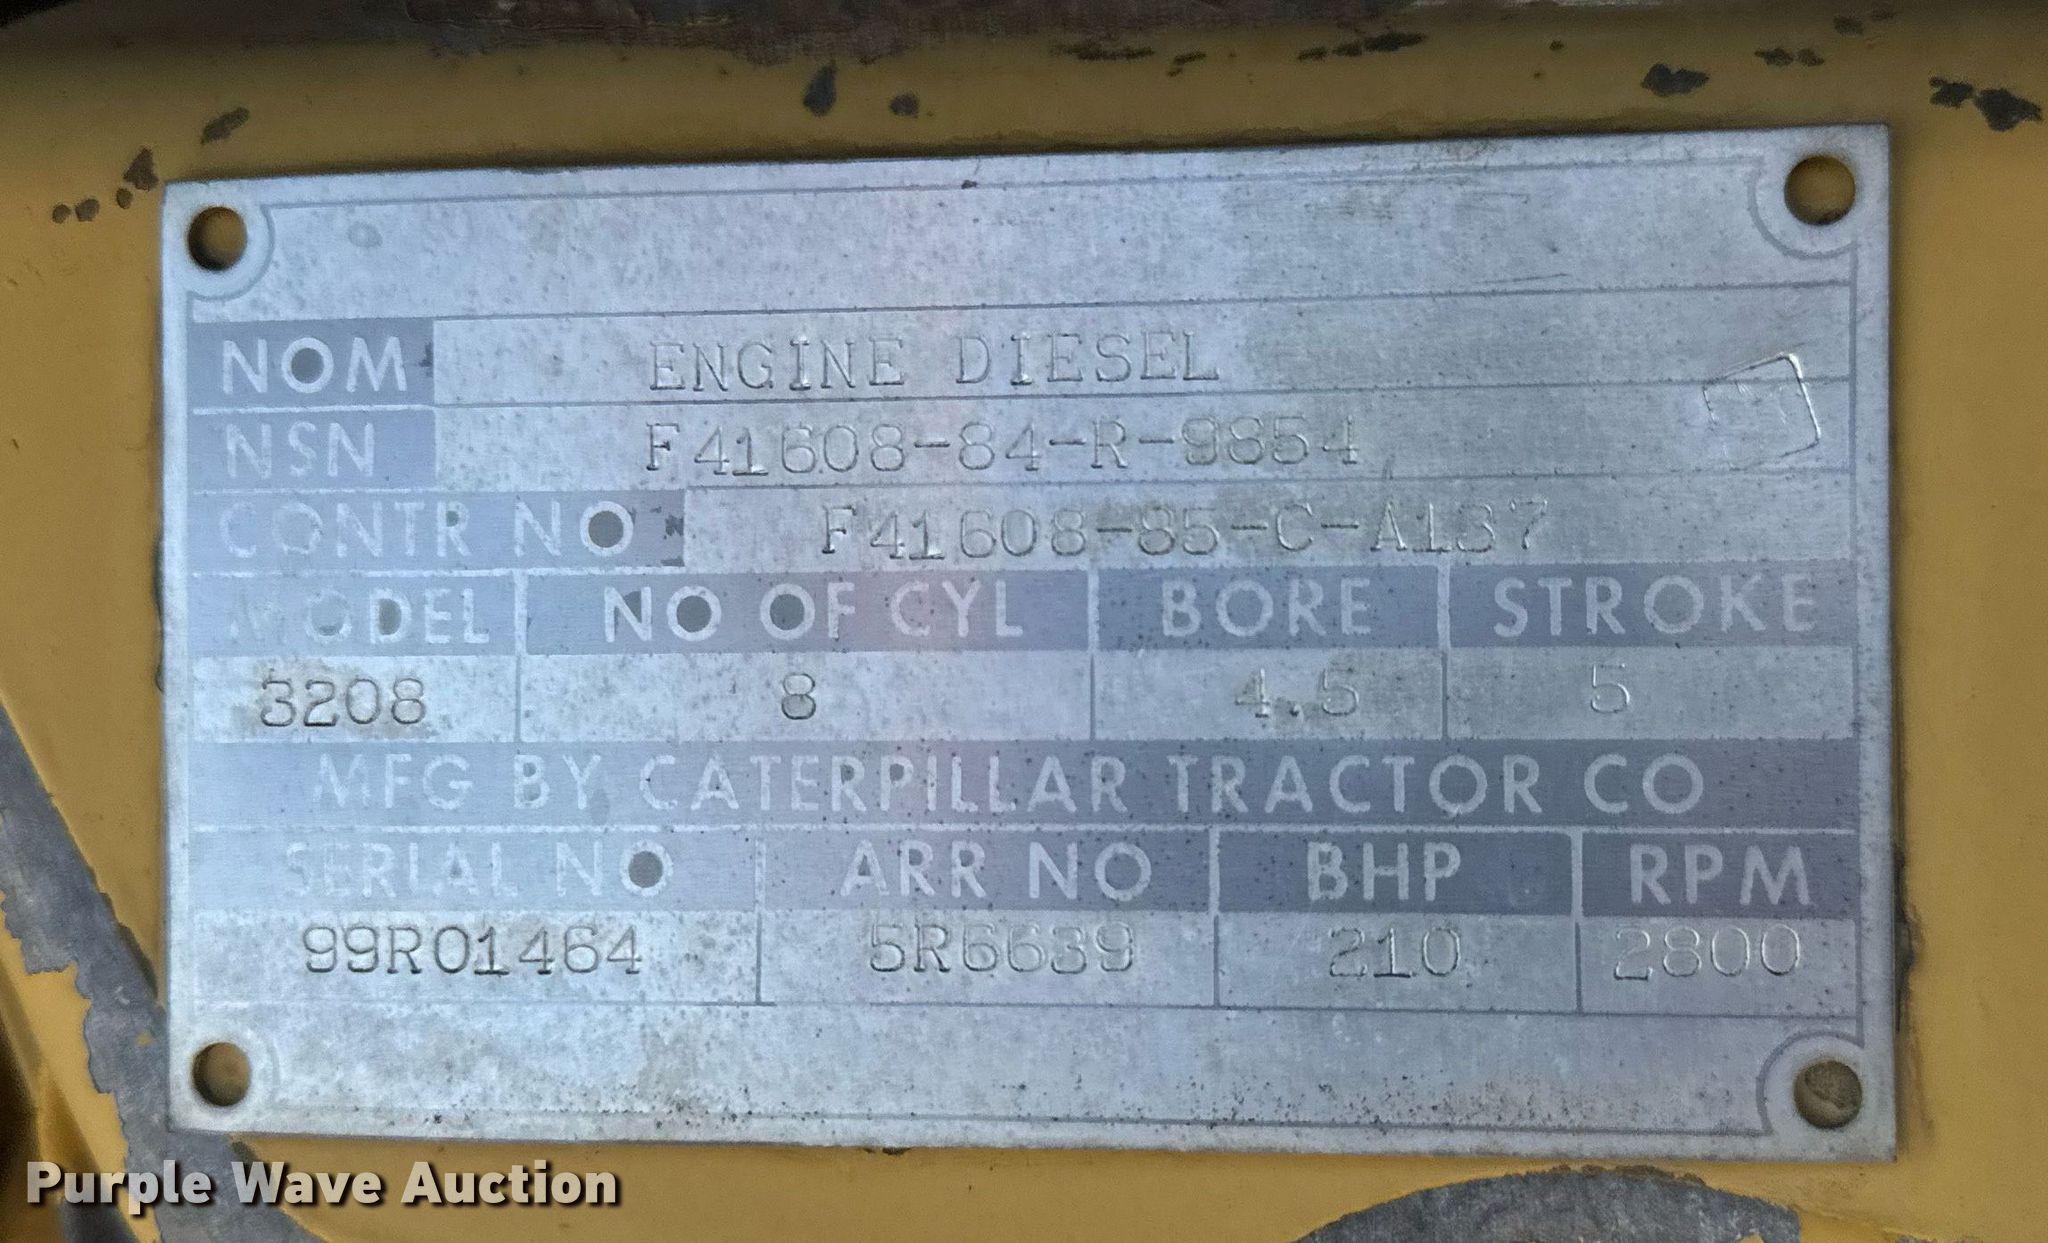 NOM ENGINE DIESEL
NSN F41608-84-R-9854
CONTR NO F41608-85-C-A137
MODEL NO OF CYL BORE STROKE
3208 8 4.5 5
MFG BY CATERPILLAR TRACTOR CO
SERIAL NO ARR NO BHP RPM
99R01464 5R6639 210 2800
Purple Wave Auction